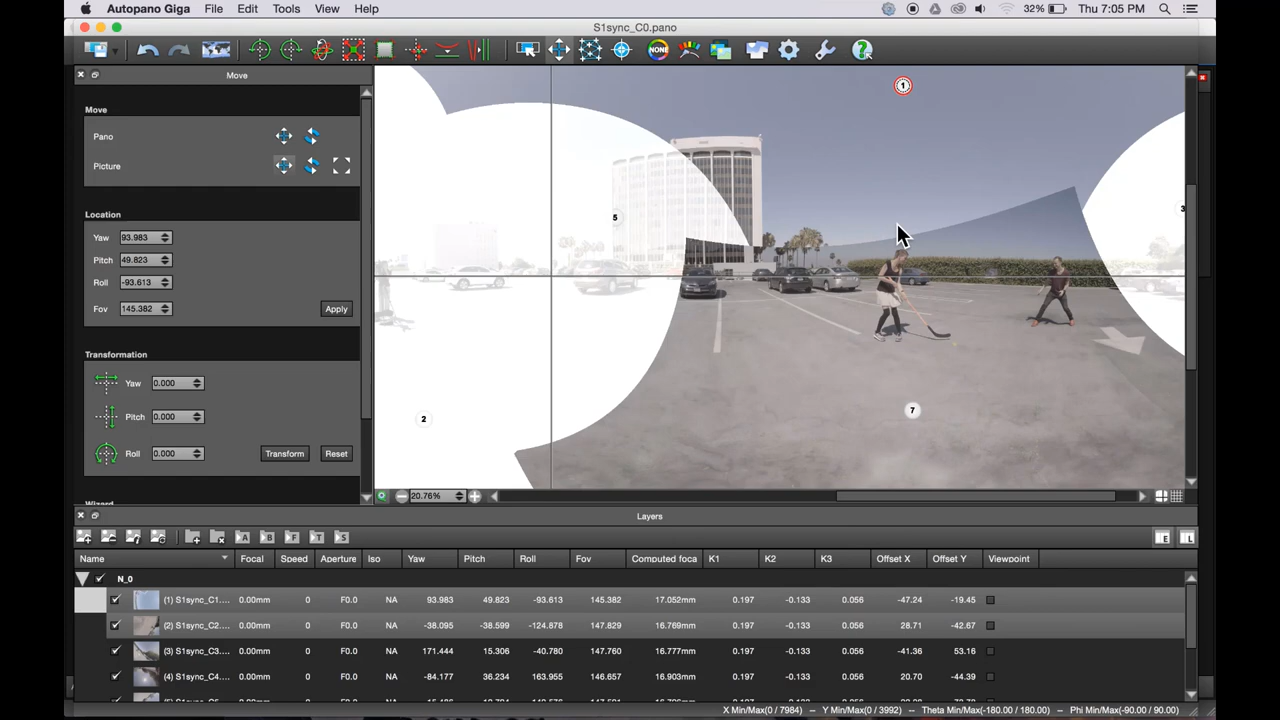 Autopano Giga File Edit Tools View Help 32% Thu 7:05 PM
S1sync_C0.pano
NONE ?
Move
Move
Pano
Picture
Location
Yaw 93.983
Pitch 49.823
Roll -93.613
Fov 145.382 Apply
Transformation
Yaw 0.000
Pitch 0.000
Roll 0.000 Transform Reset
Wizard
1
5
3
7
2
20.76%
Layers
A B F T S E L
Name Focal Speed Aperture Iso Yaw Pitch Roll Fov Computed foca K1 K2 K3 Offset X Offset Y Viewpoint
N_0
(1) S1sync_C1.... 0.00mm 0 F0.0 NA 93.983 49.823 -93.613 145.382 17.052mm 0.197 -0.133 0.056 -47.24 -19.45
(2) S1sync_C2.... 0.00mm 0 F0.0 NA -38.095 -38.599 -124.878 147.829 16.769mm 0.197 -0.133 0.056 28.71 -42.67
(3) S1sync_C3.... 0.00mm 0 F0.0 NA 171.444 15.306 -40.780 147.760 16.777mm 0.197 -0.133 0.056 -41.36 53.16
(4) S1sync_C4.... 0.00mm 0 F0.0 NA -84.177 36.234 163.955 146.657 16.903mm 0.197 -0.133 0.056 20.70 -44.39
X Min/Max(0 / 7984) -- Y Min/Max(0 / 3992) -- Theta Min/Max(-180.00 / 180.00) -- Phi Min/Max(-90.00 / 90.00)